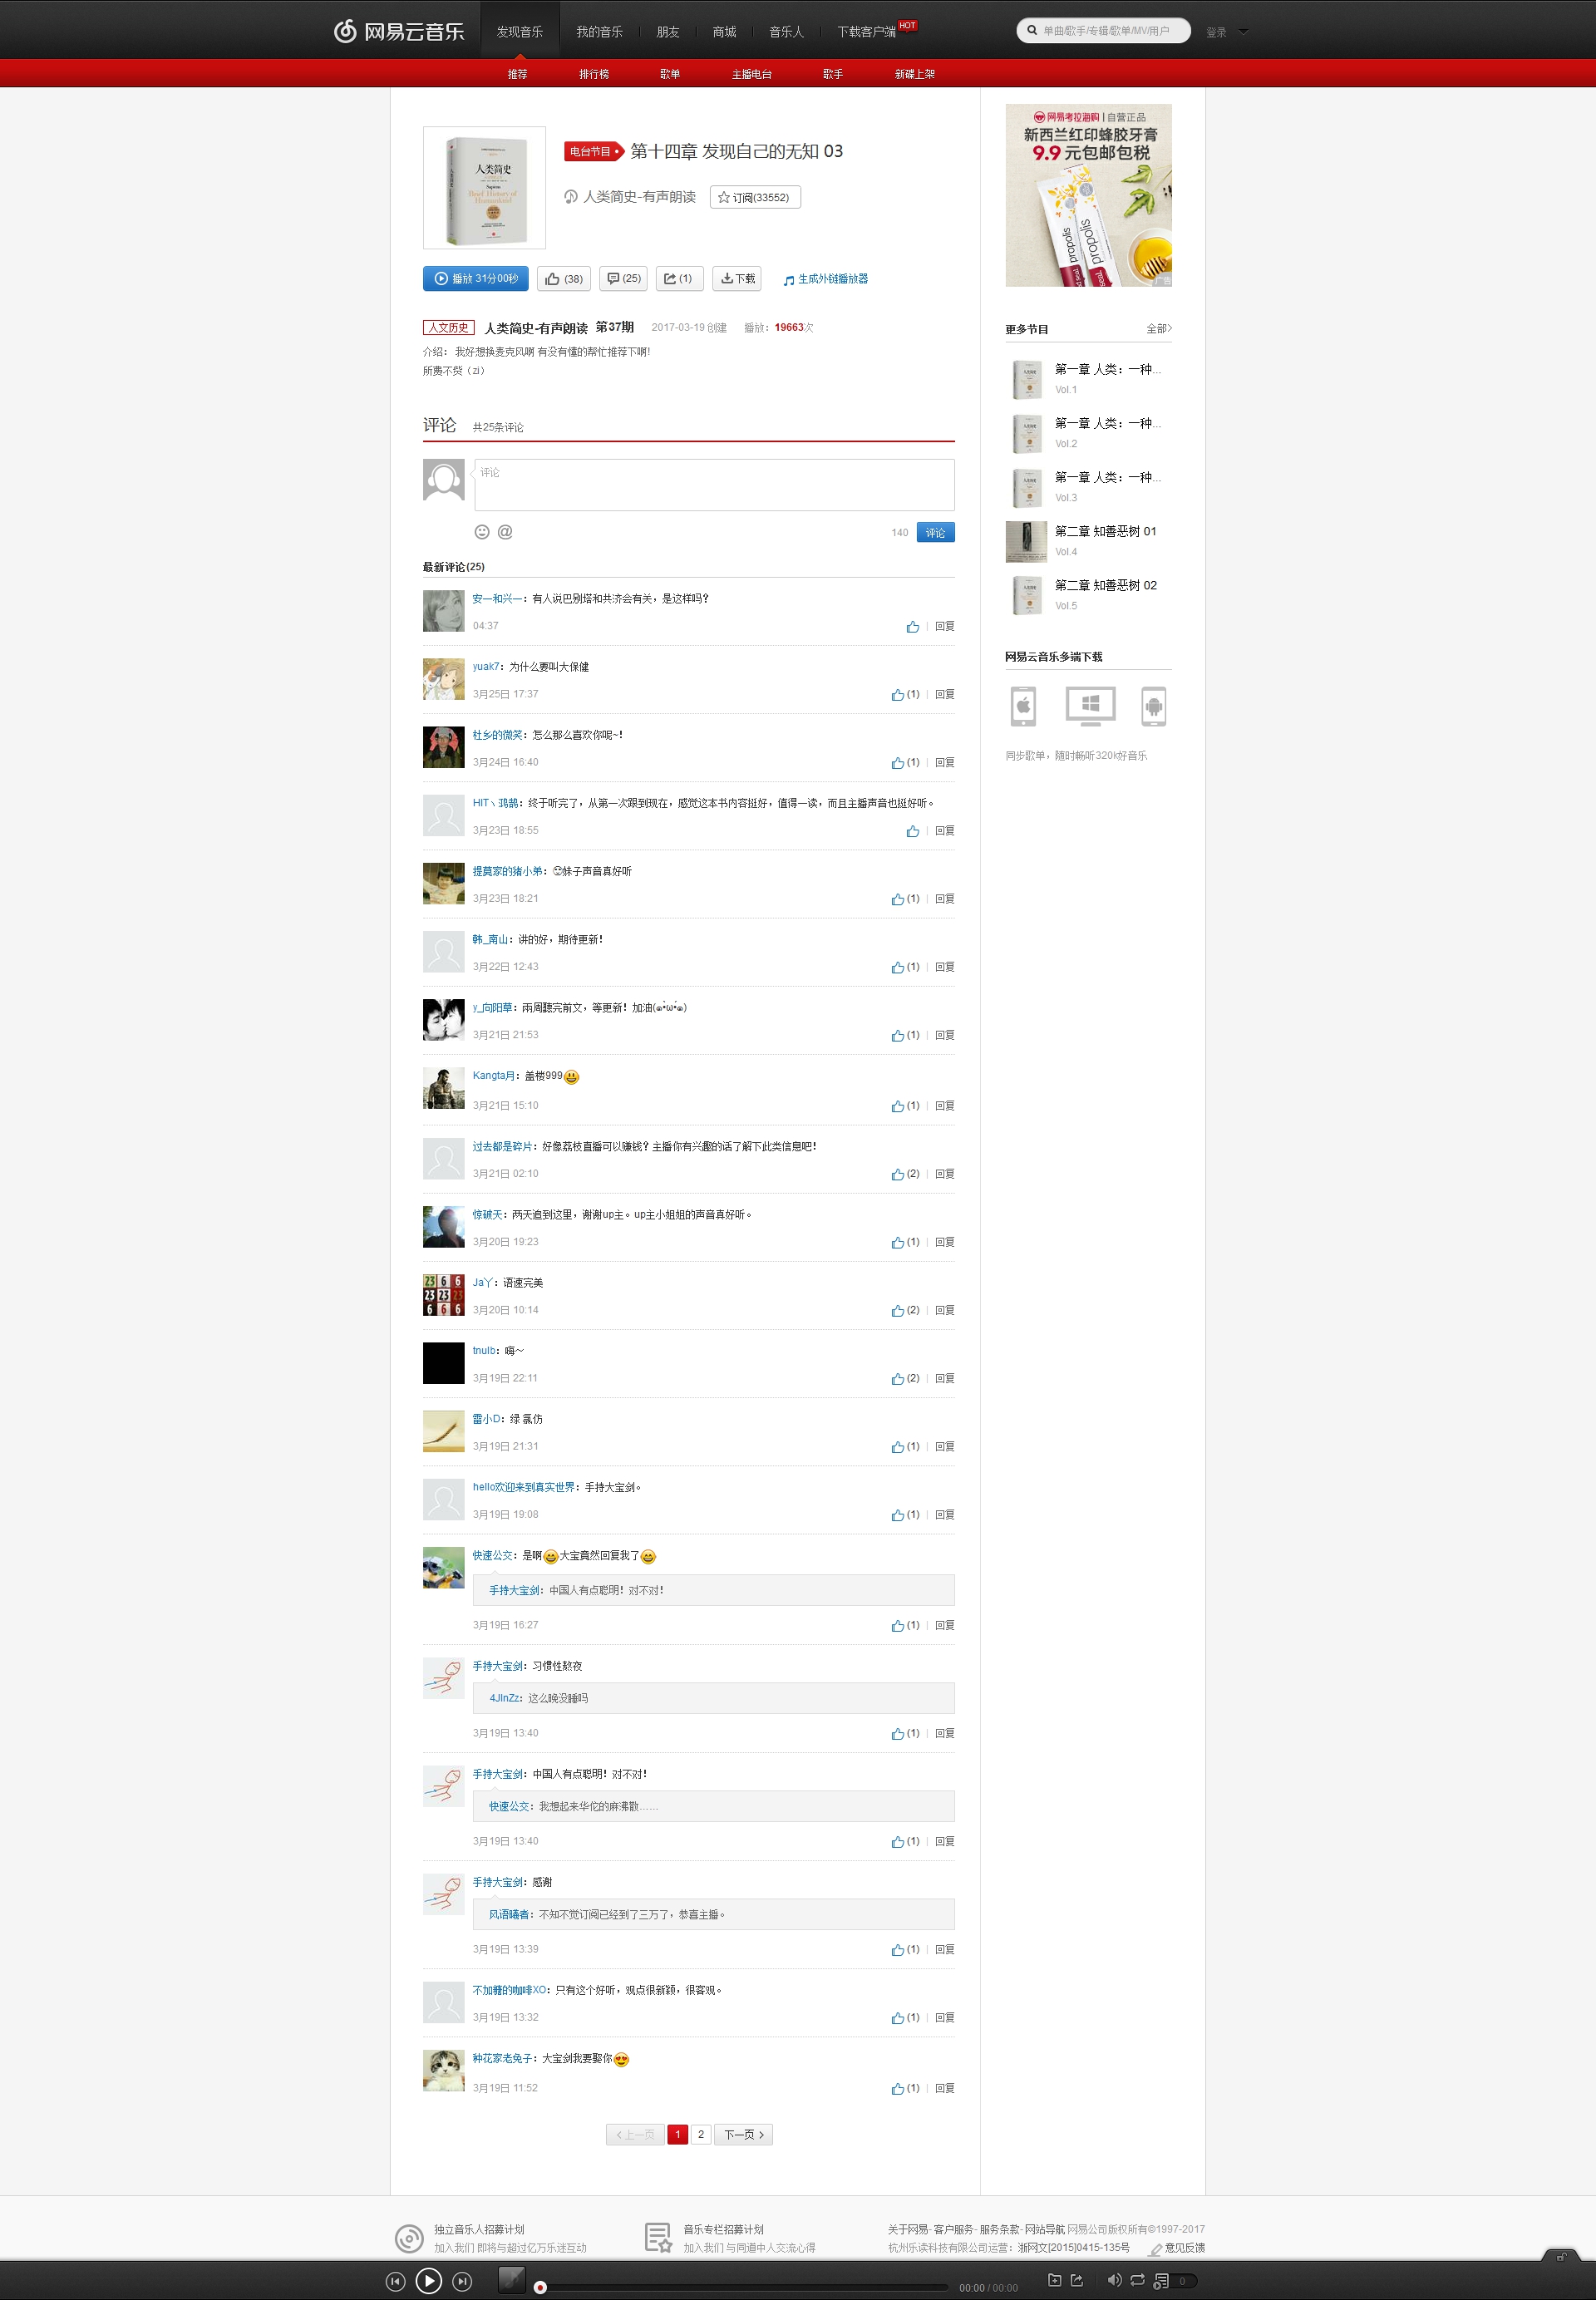 网易云音乐
发现音乐 我的音乐 朋友 商城 音乐人 下载客户端 HOT
单曲/歌手/专辑/歌单/MV/用户 登录
推荐 排行榜 歌单 主播电台 歌手 新碟上架
电台节目 第十四章 发现自己的无知 03
人类简史-有声朗读 订阅(33552)
人类简史
播放 31分00秒 (38) (25) (1) 下载 生成外链播放器
人文历史 人类简史-有声朗读 第37期 2017-03-19 创建 播放：19663次
介绍： 我好想换麦克风啊 有没有懂的帮忙推荐下啊!
所费不赀（zi）
评论 共25条评论
评论
140 评论
最新评论(25)
安一和兴一：有人说巴别塔和共济会有关，是这样吗？
04:37 回复
yuak7：为什么要叫大保健
3月25日 17:37 (1) 回复
杜乡的微笑：怎么那么喜欢你呢~！
3月24日 16:40 (1) 回复
HIT丶鸿鹄：终于听完了，从第一次跟到现在，感觉这本书内容挺好，值得一读，而且主播声音也挺好听。
3月23日 18:55 回复
提莫家的猪小弟：😳妹子声音真好听
3月23日 18:21 (1) 回复
韩_南山：讲的好，期待更新！
3月22日 12:43 (1) 回复
y_向阳草：兩周聽完前文，等更新！加油(๑•̀ω•́๑)
3月21日 21:53 (1) 回复
Kangta月：盖楼999
3月21日 15:10 (1) 回复
过去都是碎片：好像荔枝直播可以赚钱？主播你有兴趣的话了解下此类信息吧！
3月21日 02:10 (2) 回复
惊破天：两天追到这里，谢谢up主。up主小姐姐的声音真好听。
3月20日 19:23 (1) 回复
Ja丫：语速完美
3月20日 10:14 (2) 回复
tnulb：嗨～
3月19日 22:11 (2) 回复
雷小D：绿 氯仿
3月19日 21:31 (1) 回复
hello欢迎来到真实世界：手持大宝剑。
3月19日 19:08 (1) 回复
快速公交：是啊大宝竟然回复我了
手持大宝剑：中国人有点聪明！对不对！
3月19日 16:27 (1) 回复
手持大宝剑：习惯性熬夜
4JInZz：这么晚没睡吗
3月19日 13:40 (1) 回复
手持大宝剑：中国人有点聪明！对不对！
快速公交：我想起来华佗的麻沸散……
3月19日 13:40 (1) 回复
手持大宝剑：感谢
风语曦沓：不知不觉订阅已经到了三万了，恭喜主播。
3月19日 13:39 (1) 回复
不加糖的咖啡XO：只有这个好听，观点很新颖，很客观。
3月19日 13:32 (1) 回复
种花家老兔子：大宝剑我要娶你
3月19日 11:52 (1) 回复
上一页 1 2 下一页
网易考拉海购 | 自营正品
新西兰红印蜂胶牙膏
9.9 元包邮包税
propolis
propolis
广告
更多节目 全部
第一章 人类：一种...
Vol.1
第一章 人类：一种...
Vol.2
第一章 人类：一种...
Vol.3
第二章 知善恶树 01
Vol.4
第二章 知善恶树 02
Vol.5
网易云音乐多端下载
同步歌单，随时畅听320k好音乐
独立音乐人招募计划
加入我们 即将与超过亿万乐迷互动
音乐专栏招募计划
加入我们 与同道中人交流心得
关于网易- 客户服务- 服务条款- 网站导航 网易公司版权所有©1997-2017
杭州乐读科技有限公司运营：浙网文[2015]0415-135号 意见反馈
00:00 / 00:00 0